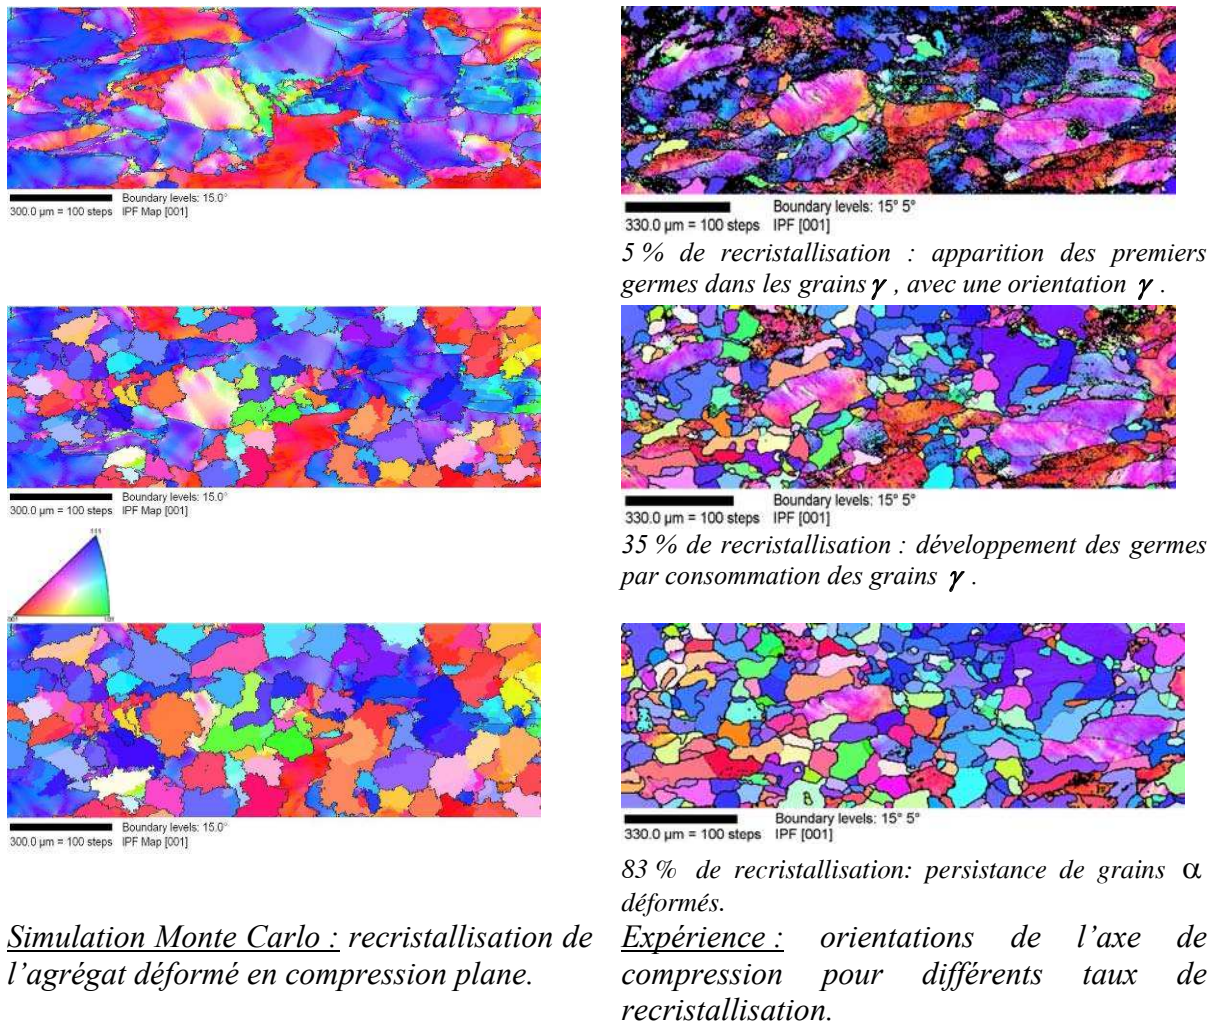 Boundary levels: 15.0°
300.0 µm = 100 steps IPF Map [001]
Boundary levels: 15° 5°
330.0 µm = 100 steps IPF [001]
5 % de recristallisation : apparition des premiers
germes dans les grains γ , avec une orientation γ .
Boundary levels: 15.0°
300.0 µm = 100 steps IPF Map [001]
Boundary levels: 15° 5°
330.0 µm = 100 steps IPF [001]
35 % de recristallisation : développement des germes
par consommation des grains γ .
111
001 101
Boundary levels: 15.0°
300.0 µm = 100 steps IPF Map [001]
Boundary levels: 15° 5°
330.0 µm = 100 steps IPF [001]
83 % de recristallisation: persistance de grains α
déformés.
Simulation Monte Carlo : recristallisation de
l'agrégat déformé en compression plane.
Expérience : orientations de l'axe de
compression pour différents taux de
recristallisation.